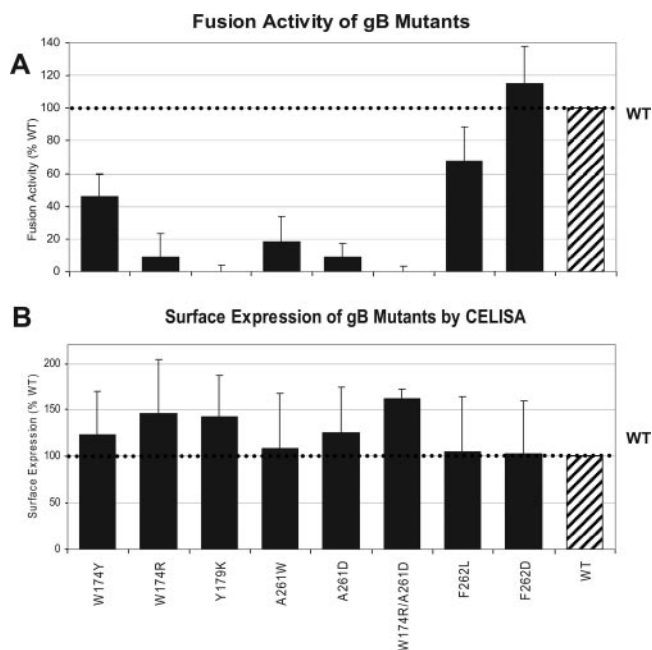 Fusion Activity of gB Mutants
A
Fusion Activity (% WT)
140
120
100
80
60
40
20
0
WT
B
Surface Expression of gB Mutants by CELISA
Surface Expression (% WT)
200
150
100
50
0
WT
W174Y
W174R
Y179K
A261W
A261D
W174R/A261D
F262L
F262D
WT